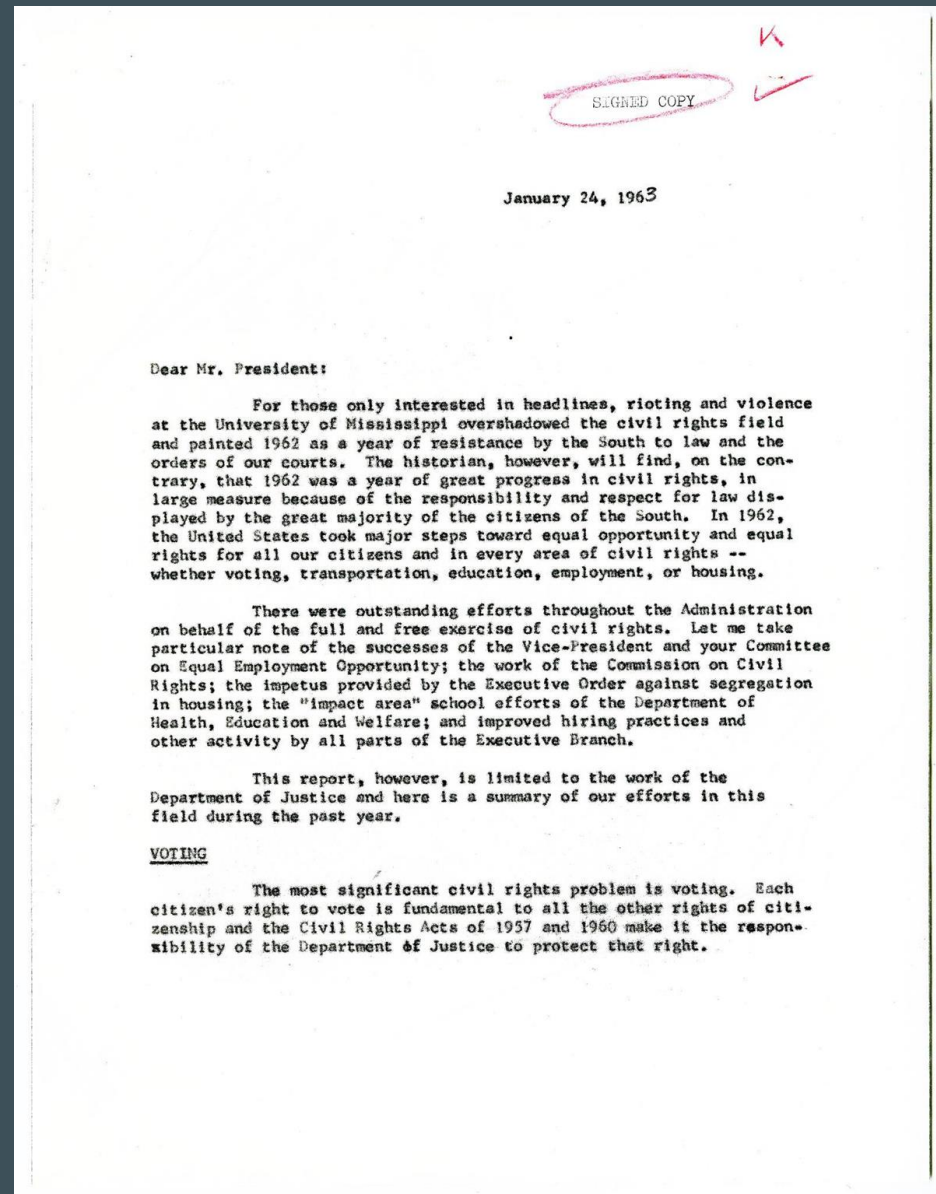 K
SIGNED COPY
January 24, 1963
Dear Mr. President:
For those only interested in headlines, rioting and violence
at the University of Mississippi overshadowed the civil rights field
and painted 1962 as a year of resistance by the South to law and the
orders of our courts. The historian, however, will find, on the con-
trary, that 1962 was a year of great progress in civil rights, in
large measure because of the responsibility and respect for law dis-
played by the great majority of the citizens of the South. In 1962,
the United States took major steps toward equal opportunity and equal
rights for all our citizens and in every area of civil rights --
whether voting, transportation, education, employment, or housing.
There were outstanding efforts throughout the Administration
on behalf of the full and free exercise of civil rights. Let me take
particular note of the successes of the Vice-President and your Committee
on Equal Employment Opportunity; the work of the Commission on Civil
Rights; the impetus provided by the Executive Order against segregation
in housing; the "impact area" school efforts of the Department of
Health, Education and Welfare; and improved hiring practices and
other activity by all parts of the Executive Branch.
This report, however, is limited to the work of the
Department of Justice and here is a summary of our efforts in this
field during the past year.
VOTING
The most significant civil rights problem is voting. Each
citizen's right to vote is fundamental to all the other rights of citi-
zenship and the Civil Rights Acts of 1957 and 1960 make it the respon-
sibility of the Department of Justice to protect that right.